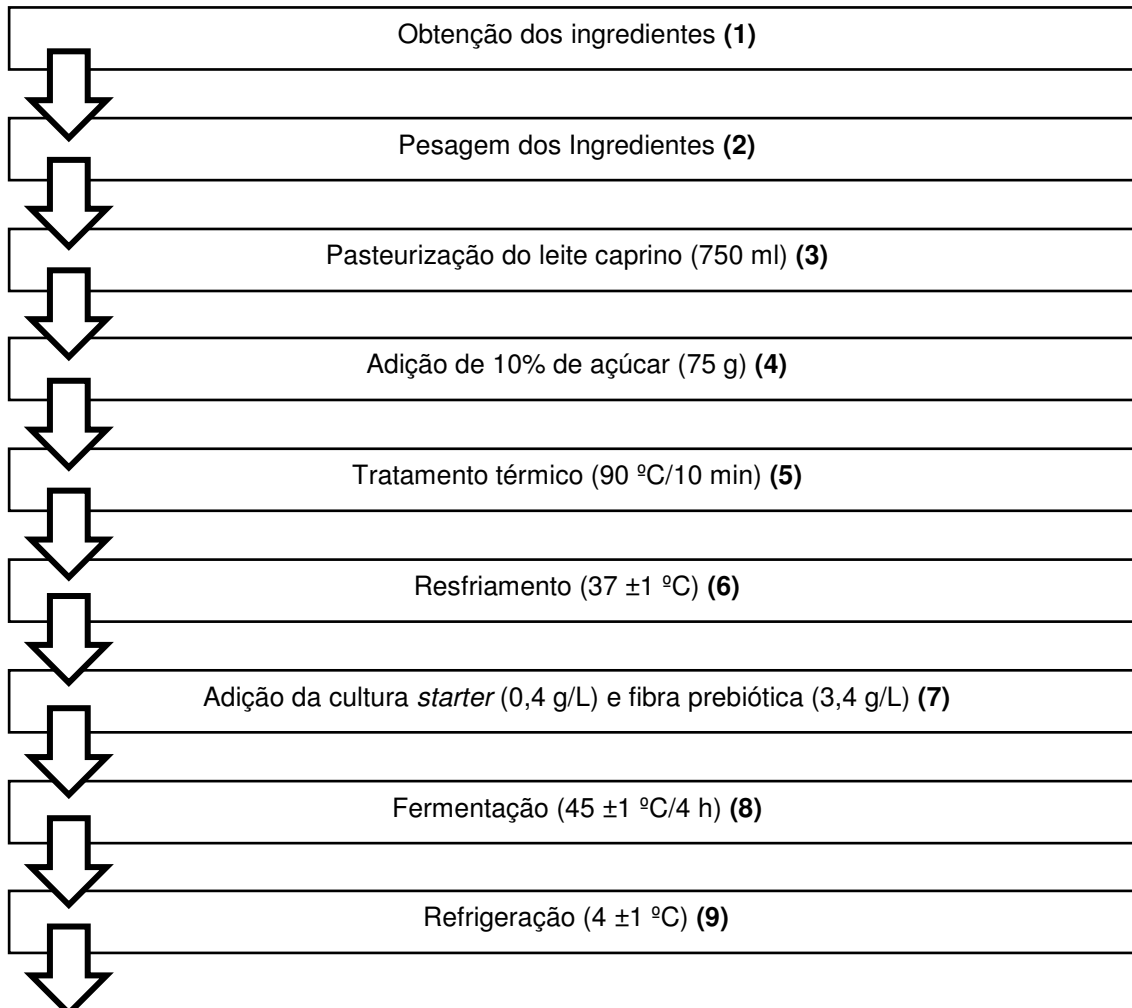 Obtenção dos ingredientes (1)
Pesagem dos Ingredientes (2)
Pasteurização do leite caprino (750 ml) (3)
Adição de 10% de açúcar (75 g) (4)
Tratamento térmico (90 ºC/10 min) (5)
Resfriamento (37 ±1 ºC) (6)
Adição da cultura starter (0,4 g/L) e fibra prebiótica (3,4 g/L) (7)
Fermentação (45 ±1 ºC/4 h) (8)
Refrigeração (4 ±1 ºC) (9)